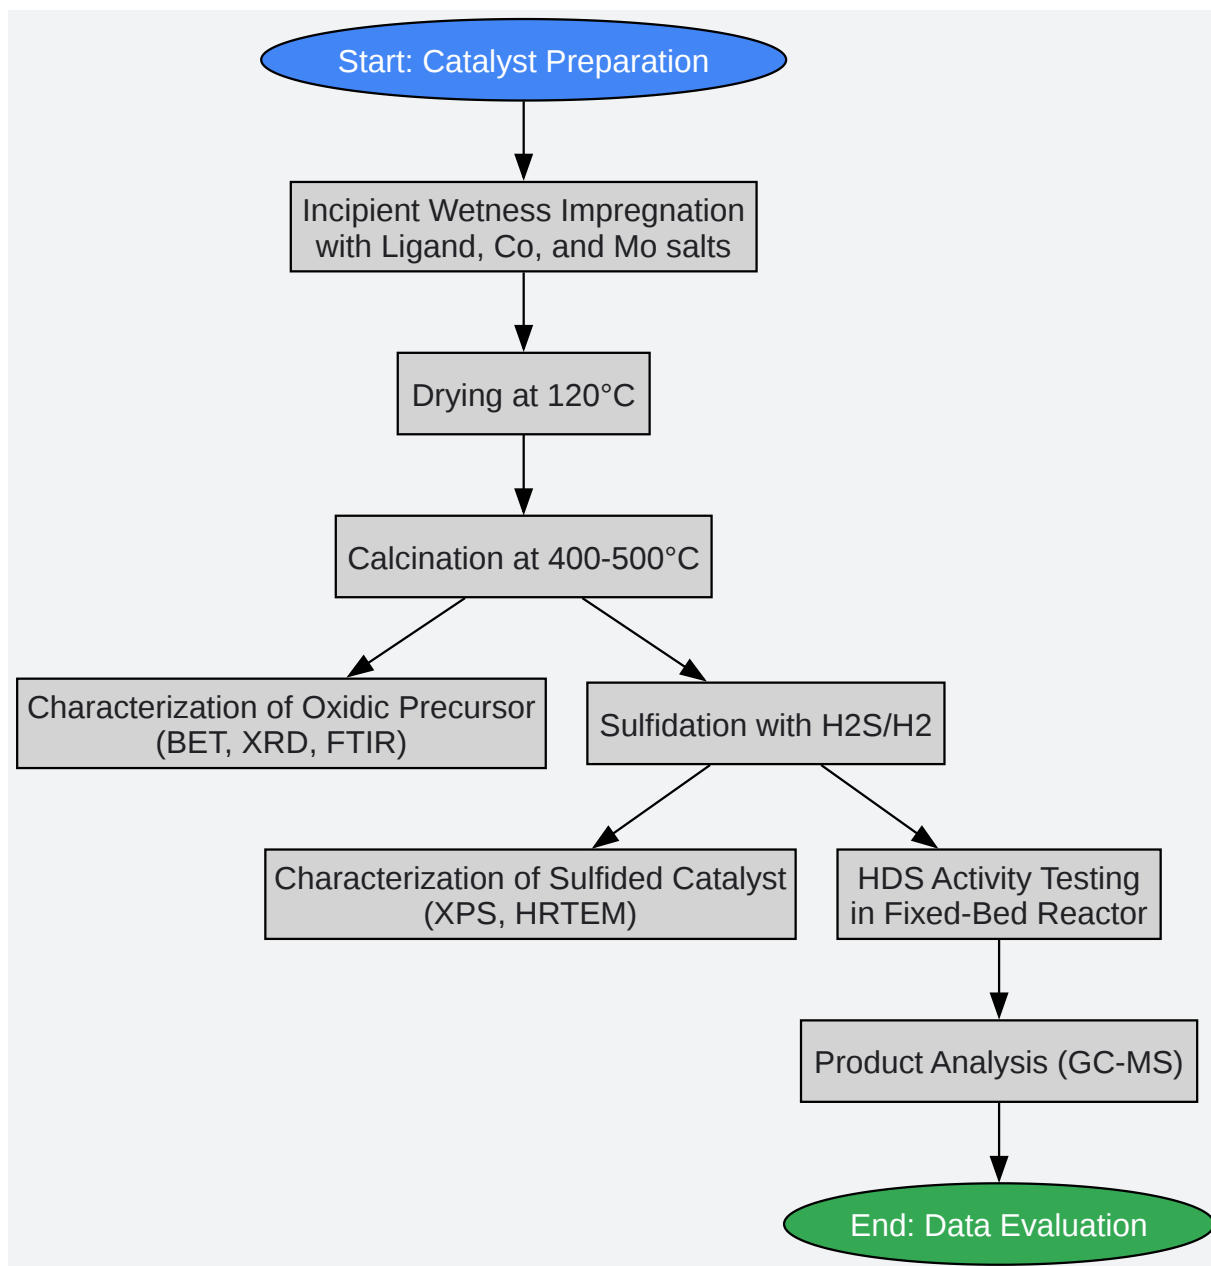 Start: Catalyst Preparation
Incipient Wetness Impregnation
with Ligand, Co, and Mo salts
Drying at 120°C
Calcination at 400-500°C
Characterization of Oxidic Precursor
(BET, XRD, FTIR)
Sulfidation with H2S/H2
Characterization of Sulfided Catalyst
(XPS, HRTEM)
HDS Activity Testing
in Fixed-Bed Reactor
Product Analysis (GC-MS)
End: Data Evaluation